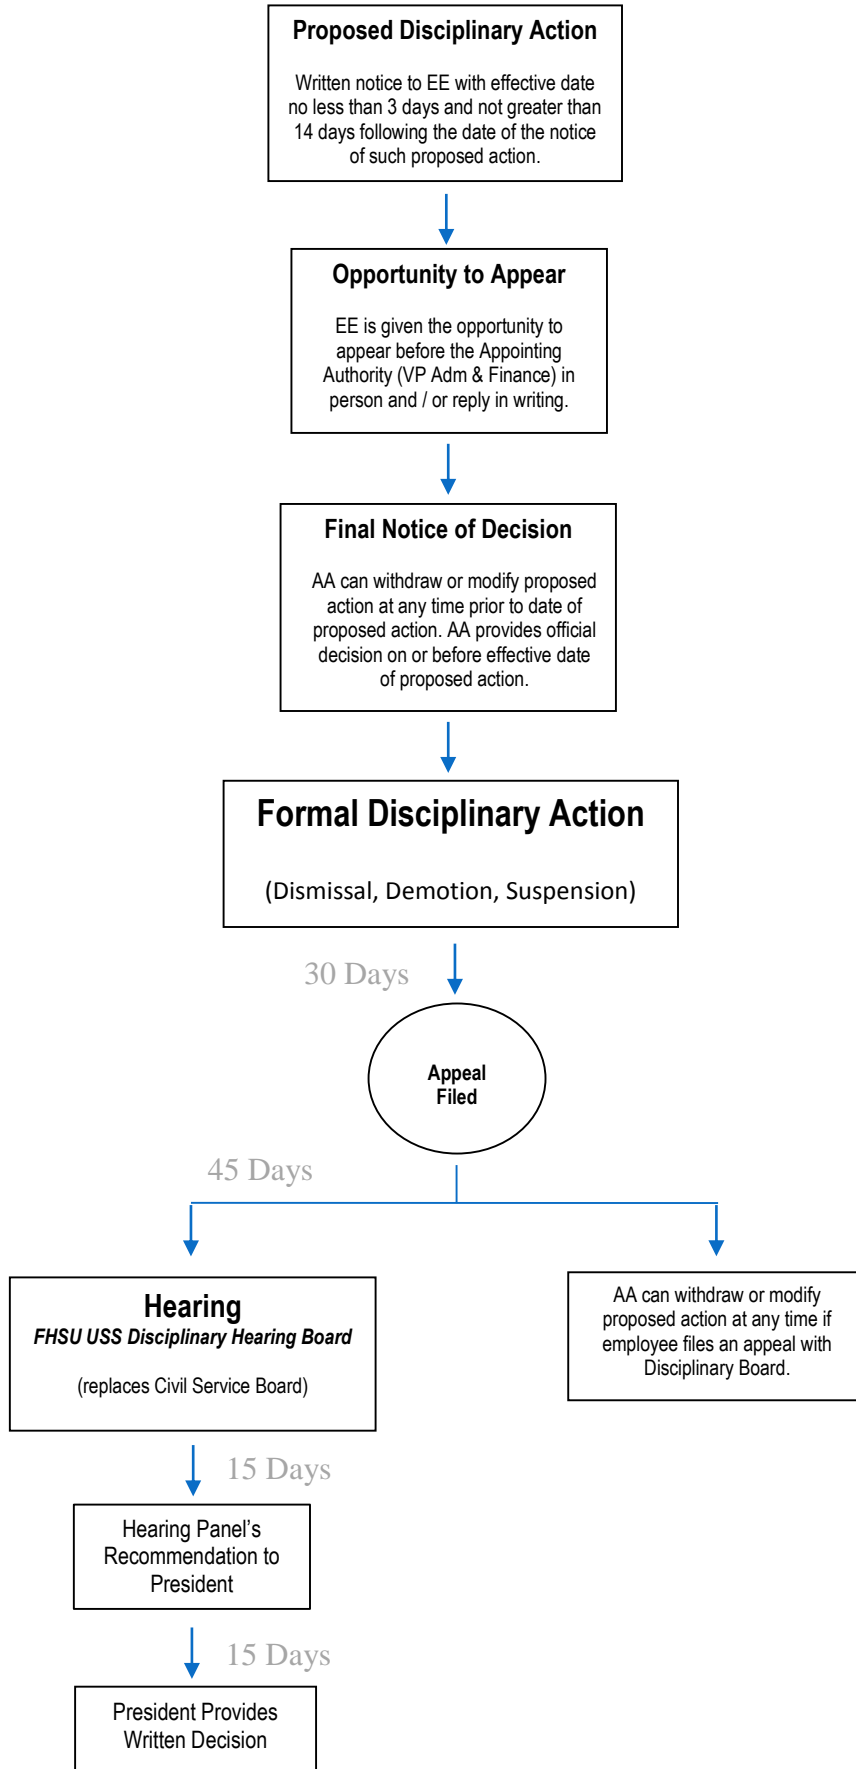 Proposed Disciplinary Action
Written notice to EE with effective date
no less than 3 days and not greater than
14 days following the date of the notice
of such proposed action.
Opportunity to Appear
EE is given the opportunity to
appear before the Appointing
Authority (VP Adm & Finance) in
person and / or reply in writing.
Final Notice of Decision
AA can withdraw or modify proposed
action at any time prior to date of
proposed action. AA provides official
decision on or before effective date
of proposed action.
Formal Disciplinary Action
(Dismissal, Demotion, Suspension)
30 Days
Appeal
Filed
45 Days
Hearing
FHSU USS Disciplinary Hearing Board
(replaces Civil Service Board)
AA can withdraw or modify
proposed action at any time if
employee files an appeal with
Disciplinary Board.
15 Days
Hearing Panel’s
Recommendation to
President
15 Days
President Provides
Written Decision